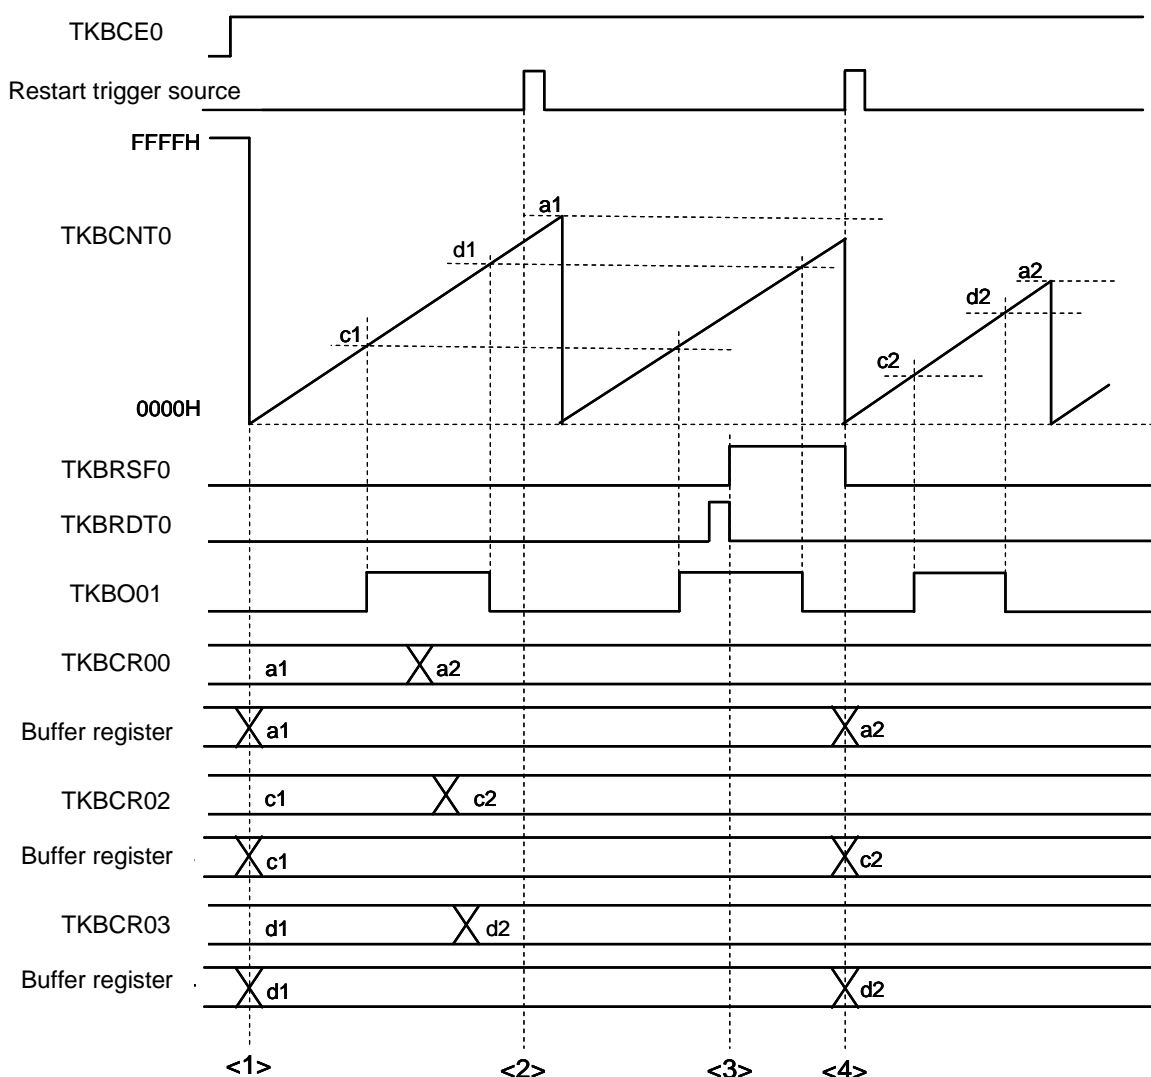 TKBCE0
Restart trigger source
FFFFH
a1
TKBCNT0
d1
a2
d2
c1
c2
0000H
TKBRSF0
TKBRDT0
TKBO01
TKBCR00
a1
a2
Buffer register
a1
a2
TKBCR02
c1
c2
Buffer register
c1
c2
TKBCR03
d1
d2
Buffer register
d1
d2
<1> <2> <3> <4>